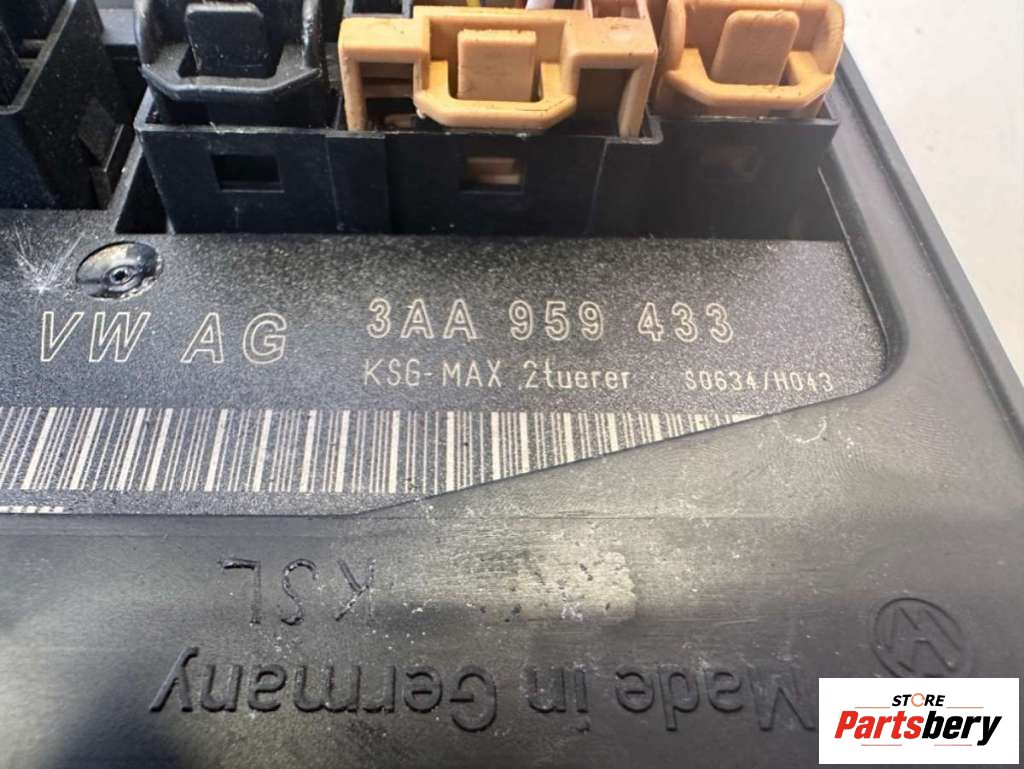 VW AG 3AA 959 433
KSG-MAX 2tuerer S0634/H043
KSL
Made in Germany
STORE
Partsbery